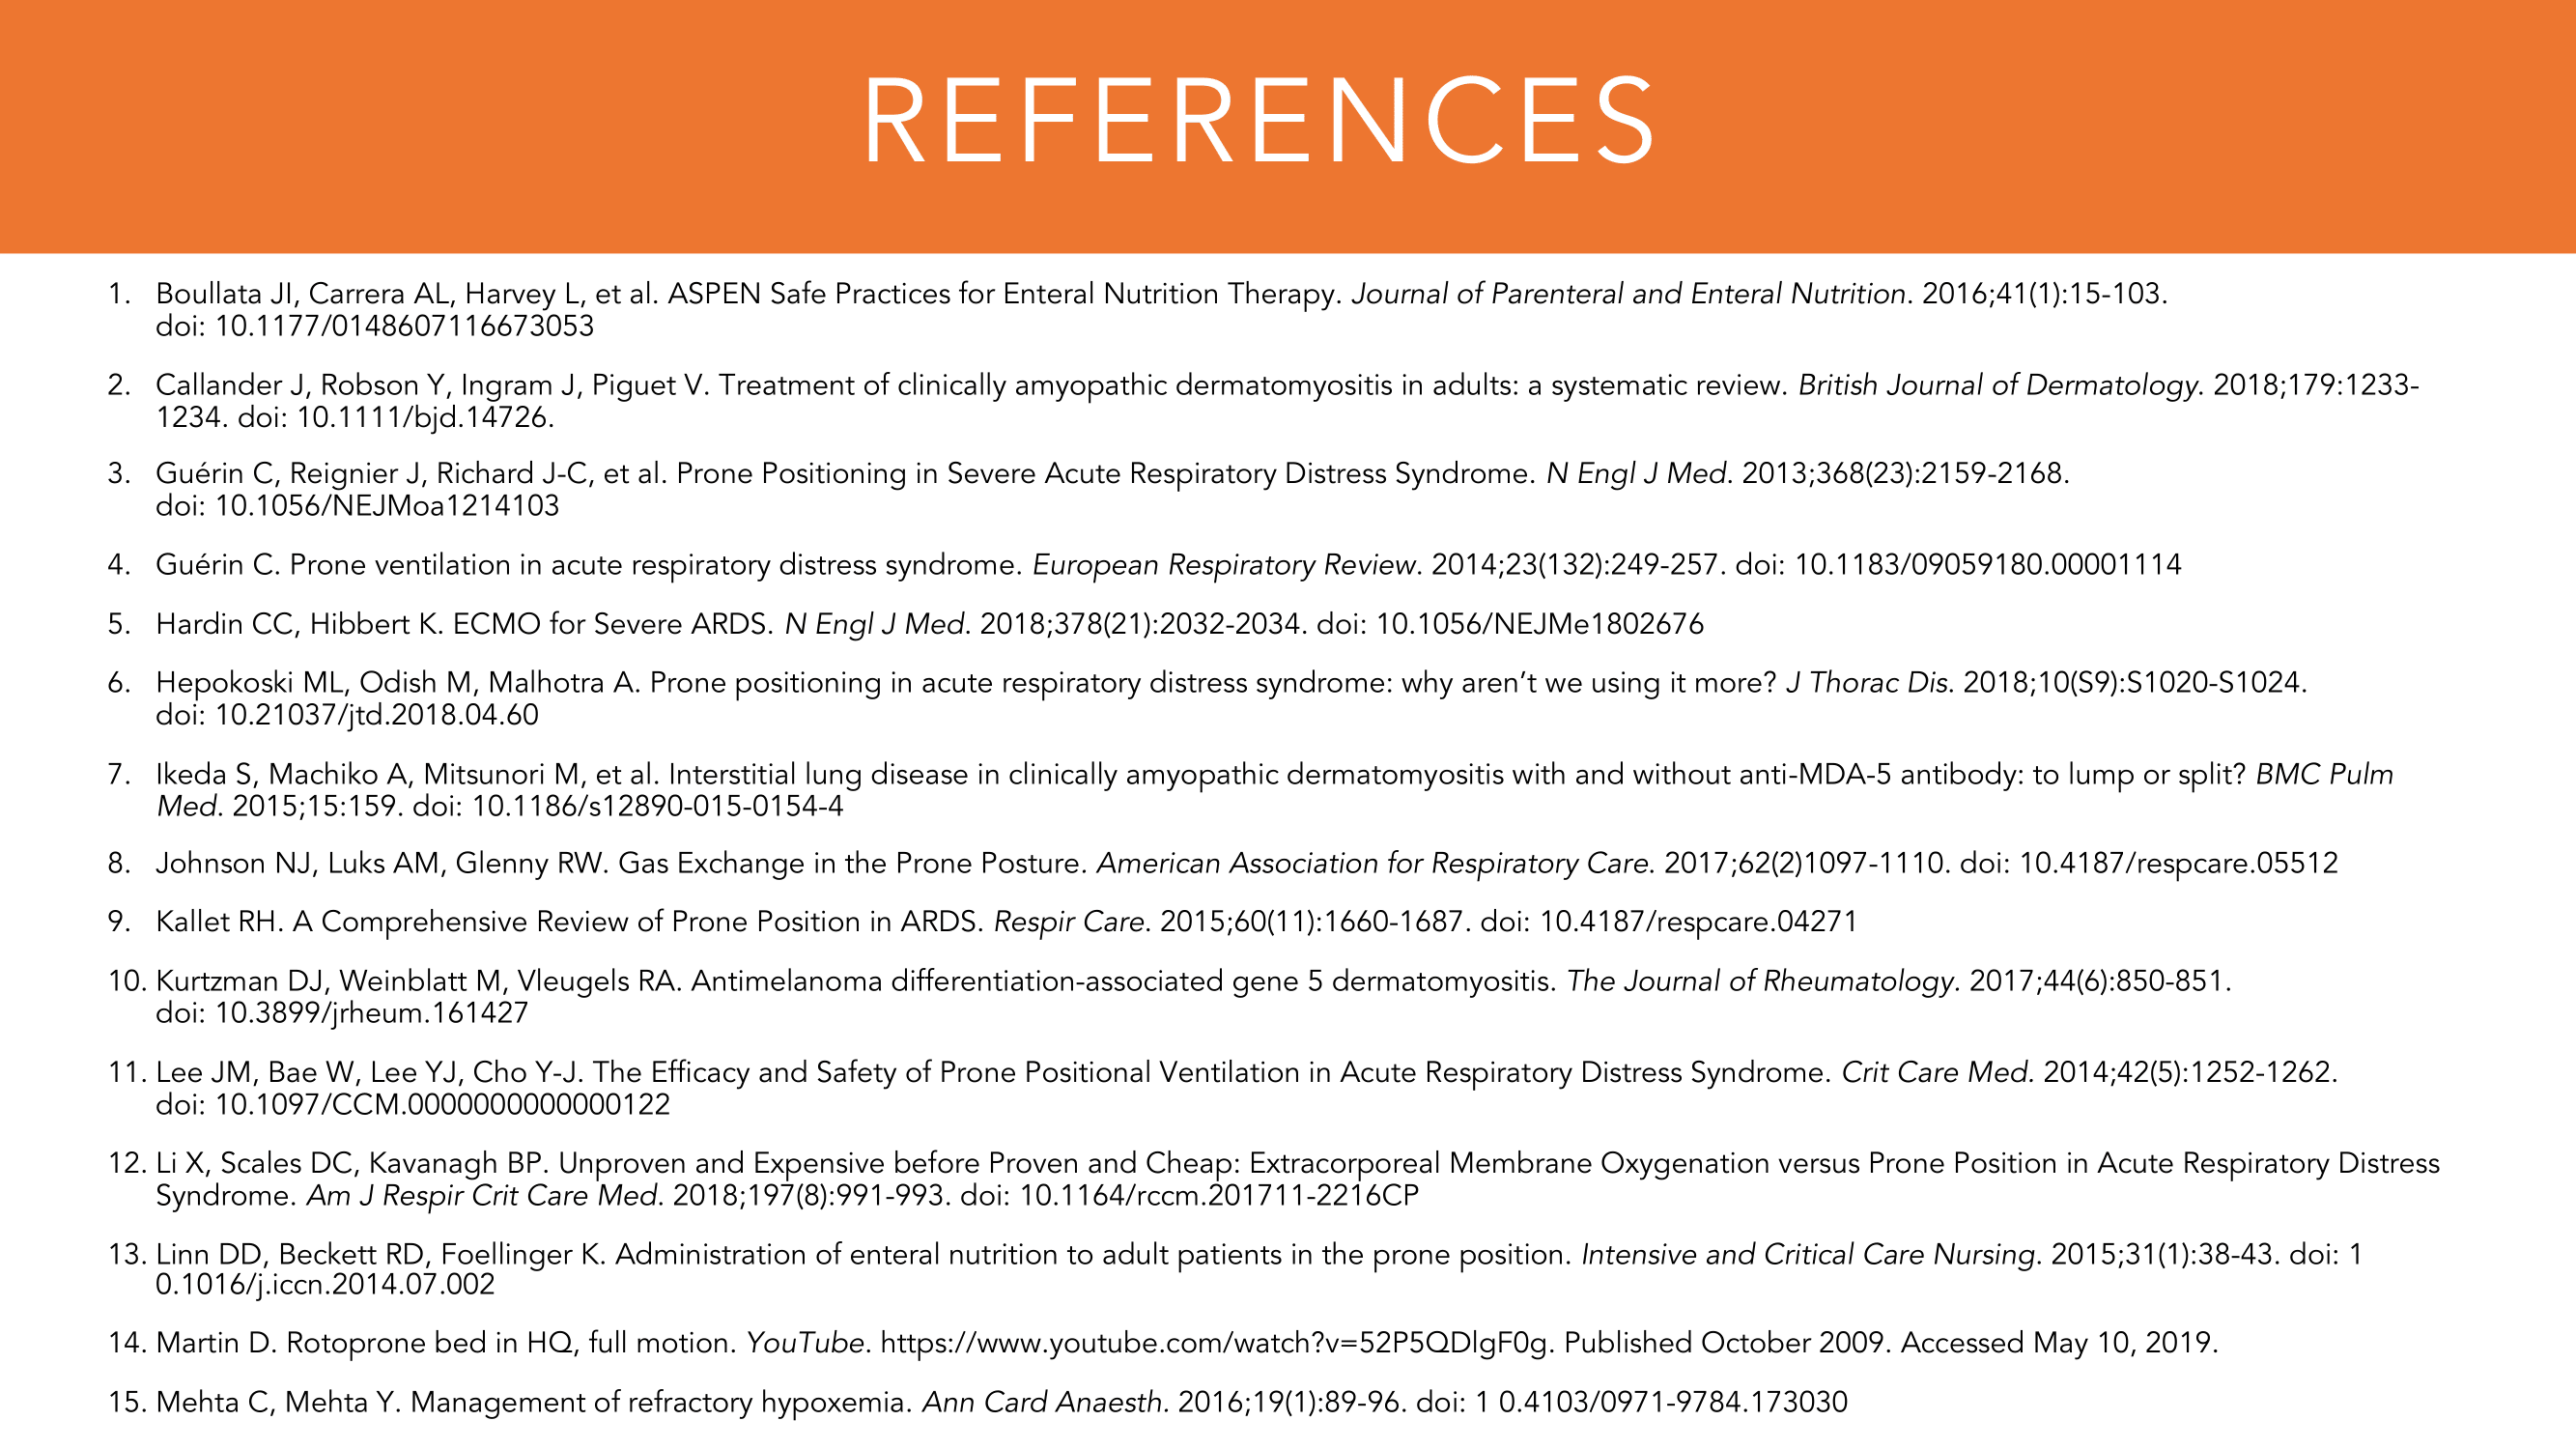 REFERENCES
1. Boullata JI, Carrera AL, Harvey L, et al. ASPEN Safe Practices for Enteral Nutrition Therapy. Journal of Parenteral and Enteral Nutrition. 2016;41(1):15-103.
doi: 10.1177/0148607116673053
2. Callander J, Robson Y, Ingram J, Piguet V. Treatment of clinically amyopathic dermatomyositis in adults: a systematic review. British Journal of Dermatology. 2018;179:1233-
1234. doi: 10.1111/bjd.14726.
3. Guérin C, Reignier J, Richard J-C, et al. Prone Positioning in Severe Acute Respiratory Distress Syndrome. N Engl J Med. 2013;368(23):2159-2168.
doi: 10.1056/NEJMoa1214103
4. Guérin C. Prone ventilation in acute respiratory distress syndrome. European Respiratory Review. 2014;23(132):249-257. doi: 10.1183/09059180.00001114
5. Hardin CC, Hibbert K. ECMO for Severe ARDS. N Engl J Med. 2018;378(21):2032-2034. doi: 10.1056/NEJMe1802676
6. Hepokoski ML, Odish M, Malhotra A. Prone positioning in acute respiratory distress syndrome: why aren’t we using it more? J Thorac Dis. 2018;10(S9):S1020-S1024.
doi: 10.21037/jtd.2018.04.60
7. Ikeda S, Machiko A, Mitsunori M, et al. Interstitial lung disease in clinically amyopathic dermatomyositis with and without anti-MDA-5 antibody: to lump or split? BMC Pulm
Med. 2015;15:159. doi: 10.1186/s12890-015-0154-4
8. Johnson NJ, Luks AM, Glenny RW. Gas Exchange in the Prone Posture. American Association for Respiratory Care. 2017;62(2)1097-1110. doi: 10.4187/respcare.05512
9. Kallet RH. A Comprehensive Review of Prone Position in ARDS. Respir Care. 2015;60(11):1660-1687. doi: 10.4187/respcare.04271
10. Kurtzman DJ, Weinblatt M, Vleugels RA. Antimelanoma differentiation-associated gene 5 dermatomyositis. The Journal of Rheumatology. 2017;44(6):850-851.
doi: 10.3899/jrheum.161427
11. Lee JM, Bae W, Lee YJ, Cho Y-J. The Efficacy and Safety of Prone Positional Ventilation in Acute Respiratory Distress Syndrome. Crit Care Med. 2014;42(5):1252-1262.
doi: 10.1097/CCM.0000000000000122
12. Li X, Scales DC, Kavanagh BP. Unproven and Expensive before Proven and Cheap: Extracorporeal Membrane Oxygenation versus Prone Position in Acute Respiratory Distress
Syndrome. Am J Respir Crit Care Med. 2018;197(8):991-993. doi: 10.1164/rccm.201711-2216CP
13. Linn DD, Beckett RD, Foellinger K. Administration of enteral nutrition to adult patients in the prone position. Intensive and Critical Care Nursing. 2015;31(1):38-43. doi: 1
0.1016/j.iccn.2014.07.002
14. Martin D. Rotoprone bed in HQ, full motion. YouTube. https://www.youtube.com/watch?v=52P5QDlgF0g. Published October 2009. Accessed May 10, 2019.
15. Mehta C, Mehta Y. Management of refractory hypoxemia. Ann Card Anaesth. 2016;19(1):89-96. doi: 1 0.4103/0971-9784.173030